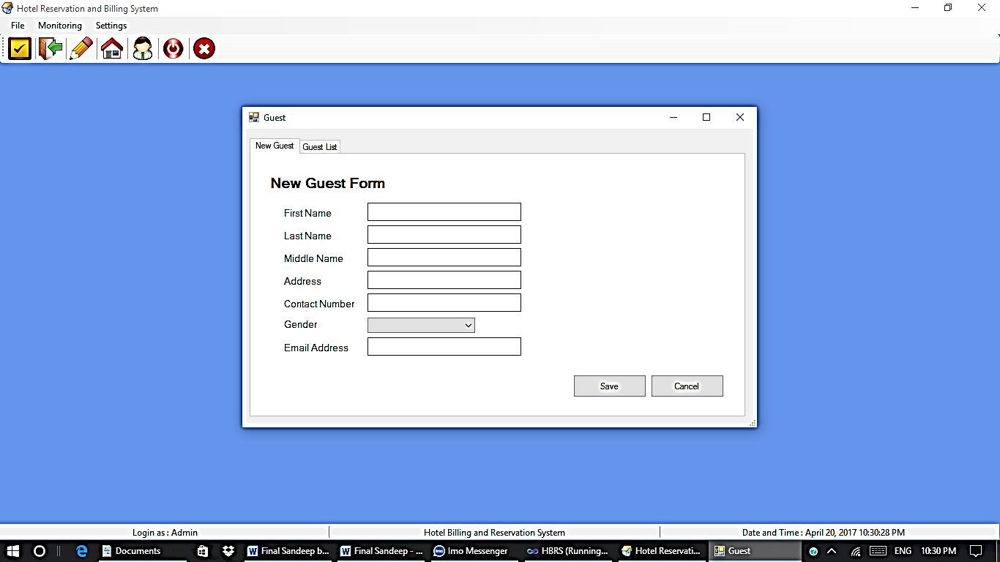 Hotel Reservation and Billing System
File Monitoring Settings
Guest
New Guest Guest List
New Guest Form
First Name
Last Name
Middle Name
Address
Contact Number
Gender
Email Address
Save Cancel
Login as : Admin Hotel Billing and Reservation System Date and Time : April 20, 2017 10:30:28 PM
Documents Final Sandeep b... Final Sandeep - ... imo Imo Messenger HBRS (Running... Hotel Reservati... Guest ENG 10:30 PM